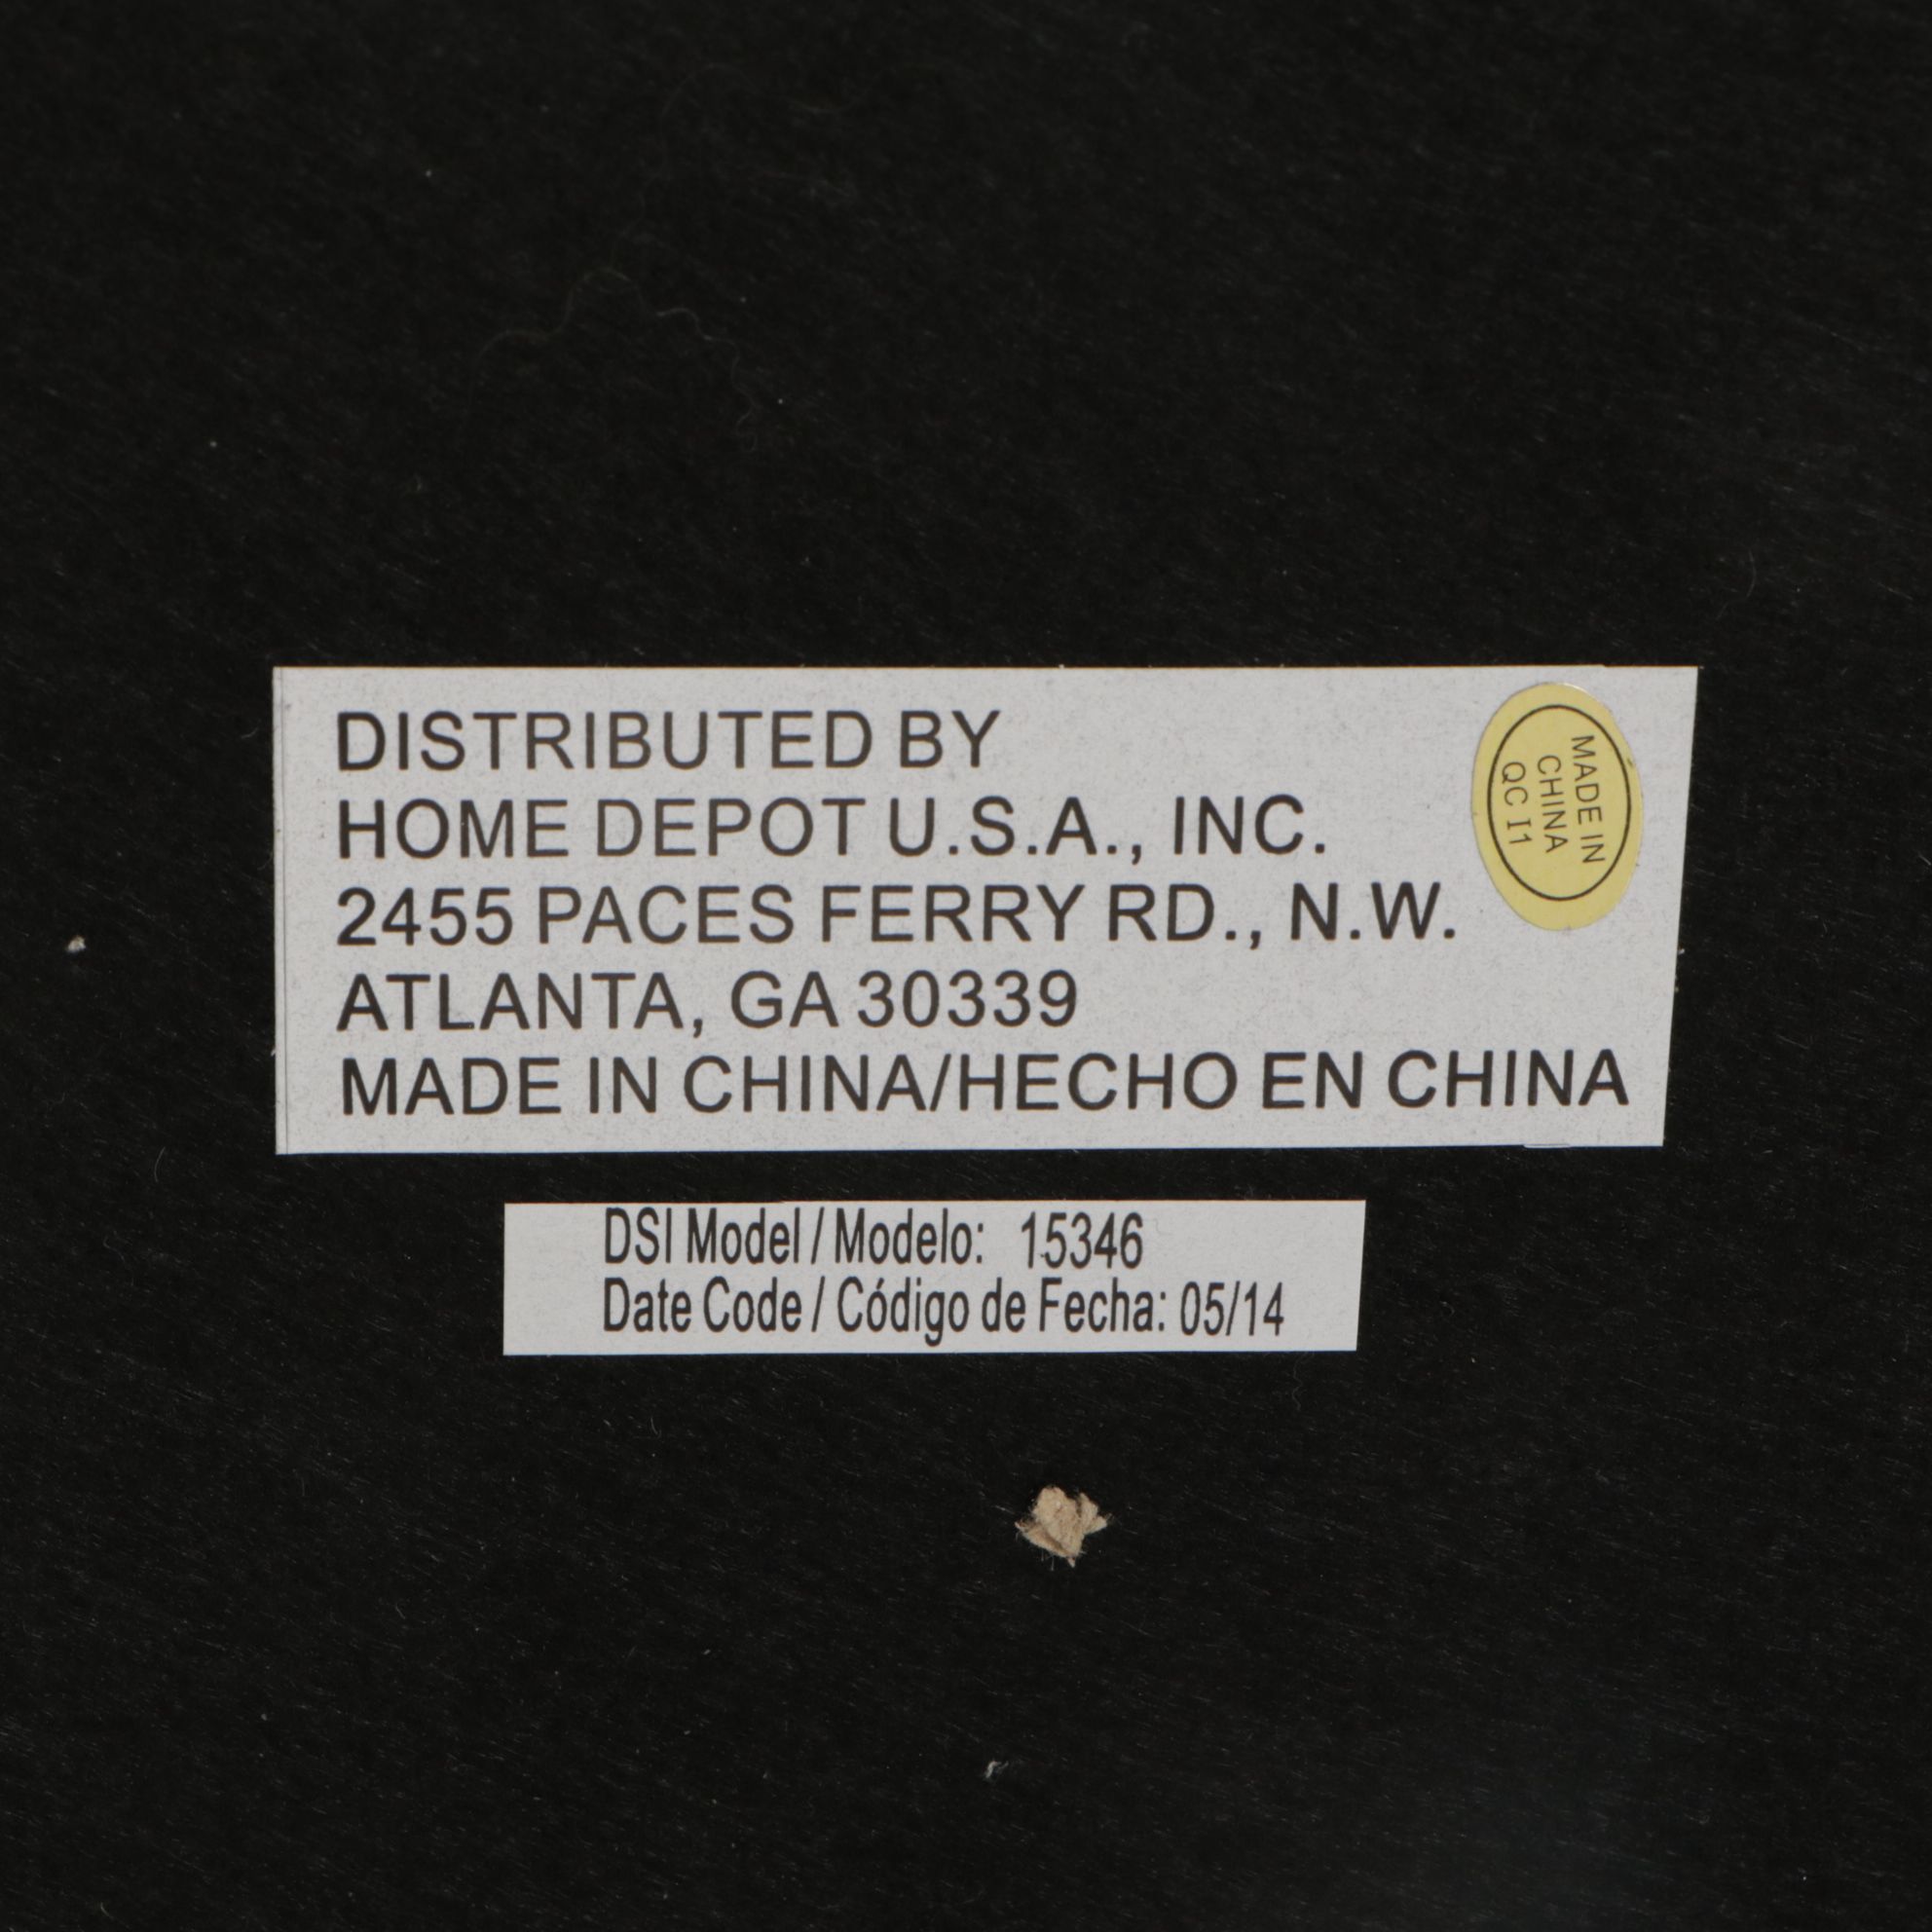 DISTRIBUTED BY
HOME DEPOT U.S.A., INC.
2455 PACES FERRY RD., N.W.
ATLANTA, GA 30339
MADE IN CHINA/HECHO EN CHINA
MADE IN
CHINA
QC I1
DSI Model / Modelo: 15346
Date Code / Código de Fecha: 05/14